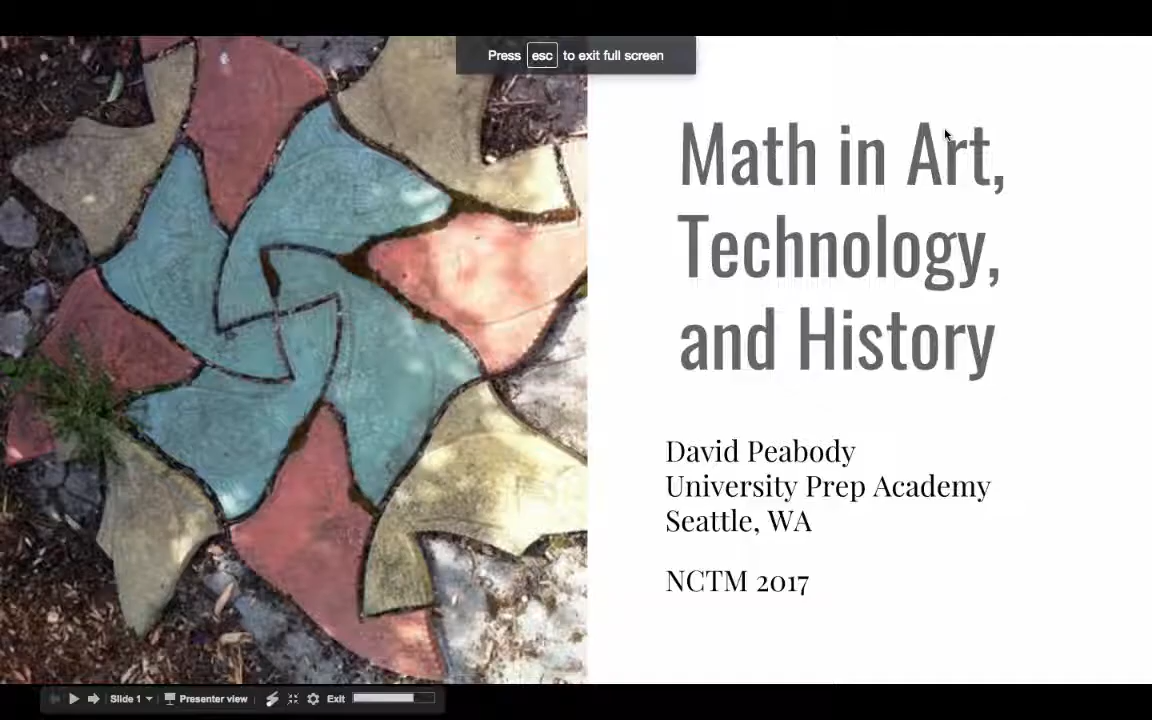 Press esc to exit full screen
Math in Art,
Technology,
and History
David Peabody
University Prep Academy
Seattle, WA
NCTM 2017
Slide 1 Presenter view Exit